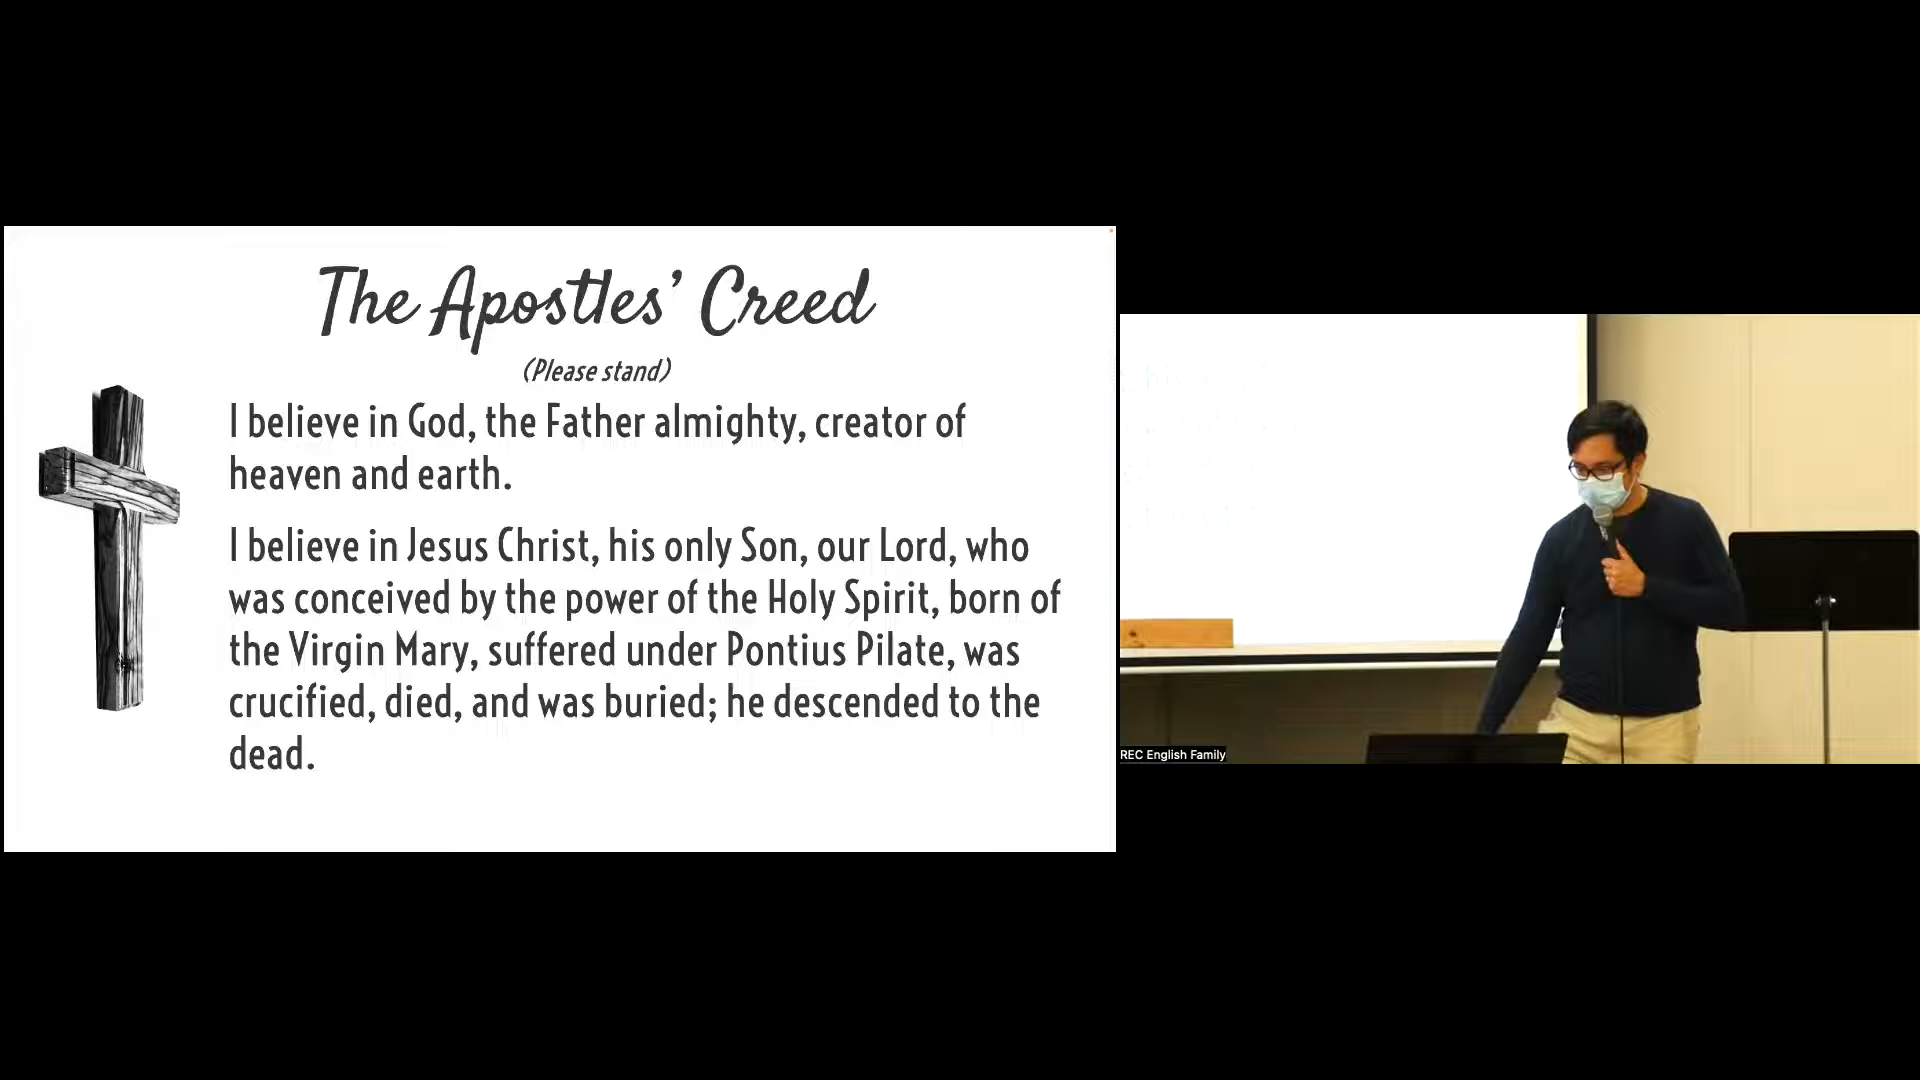 The Apostles’ Creed
(Please stand)
I believe in God, the Father almighty, creator of
heaven and earth.
I believe in Jesus Christ, his only Son, our Lord, who
was conceived by the power of the Holy Spirit, born of
the Virgin Mary, suffered under Pontius Pilate, was
crucified, died, and was buried; he descended to the
dead.
REC English Family